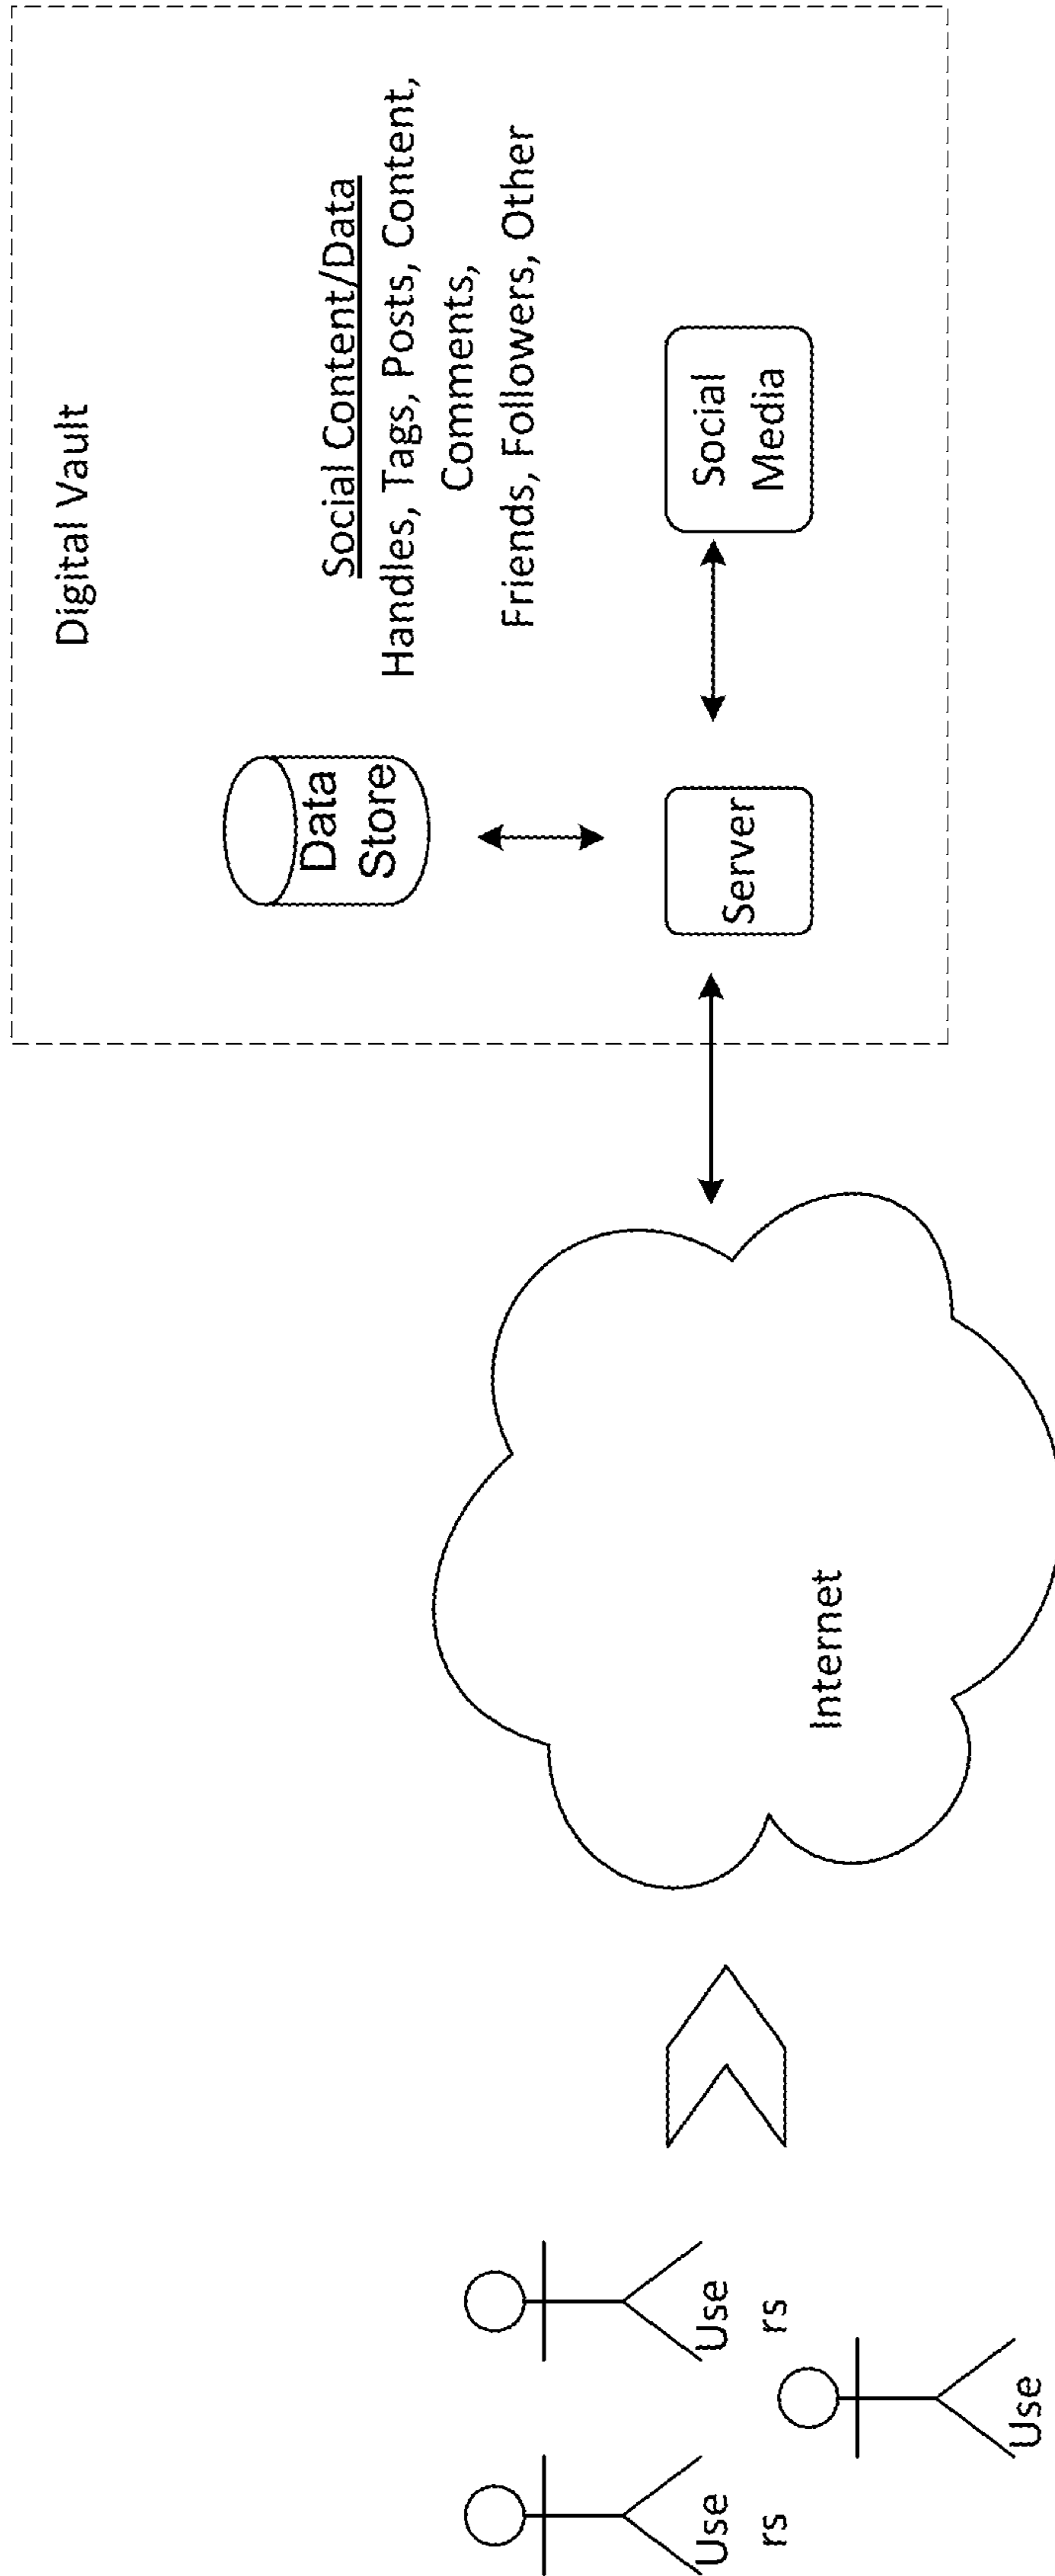 Digital Vault
Social Content/Data
Handles, Tags, Posts, Content,
Comments,
Friends, Followers, Other
Data
Store
Server
Social
Media
Internet
Use
rs
Use
rs
Use